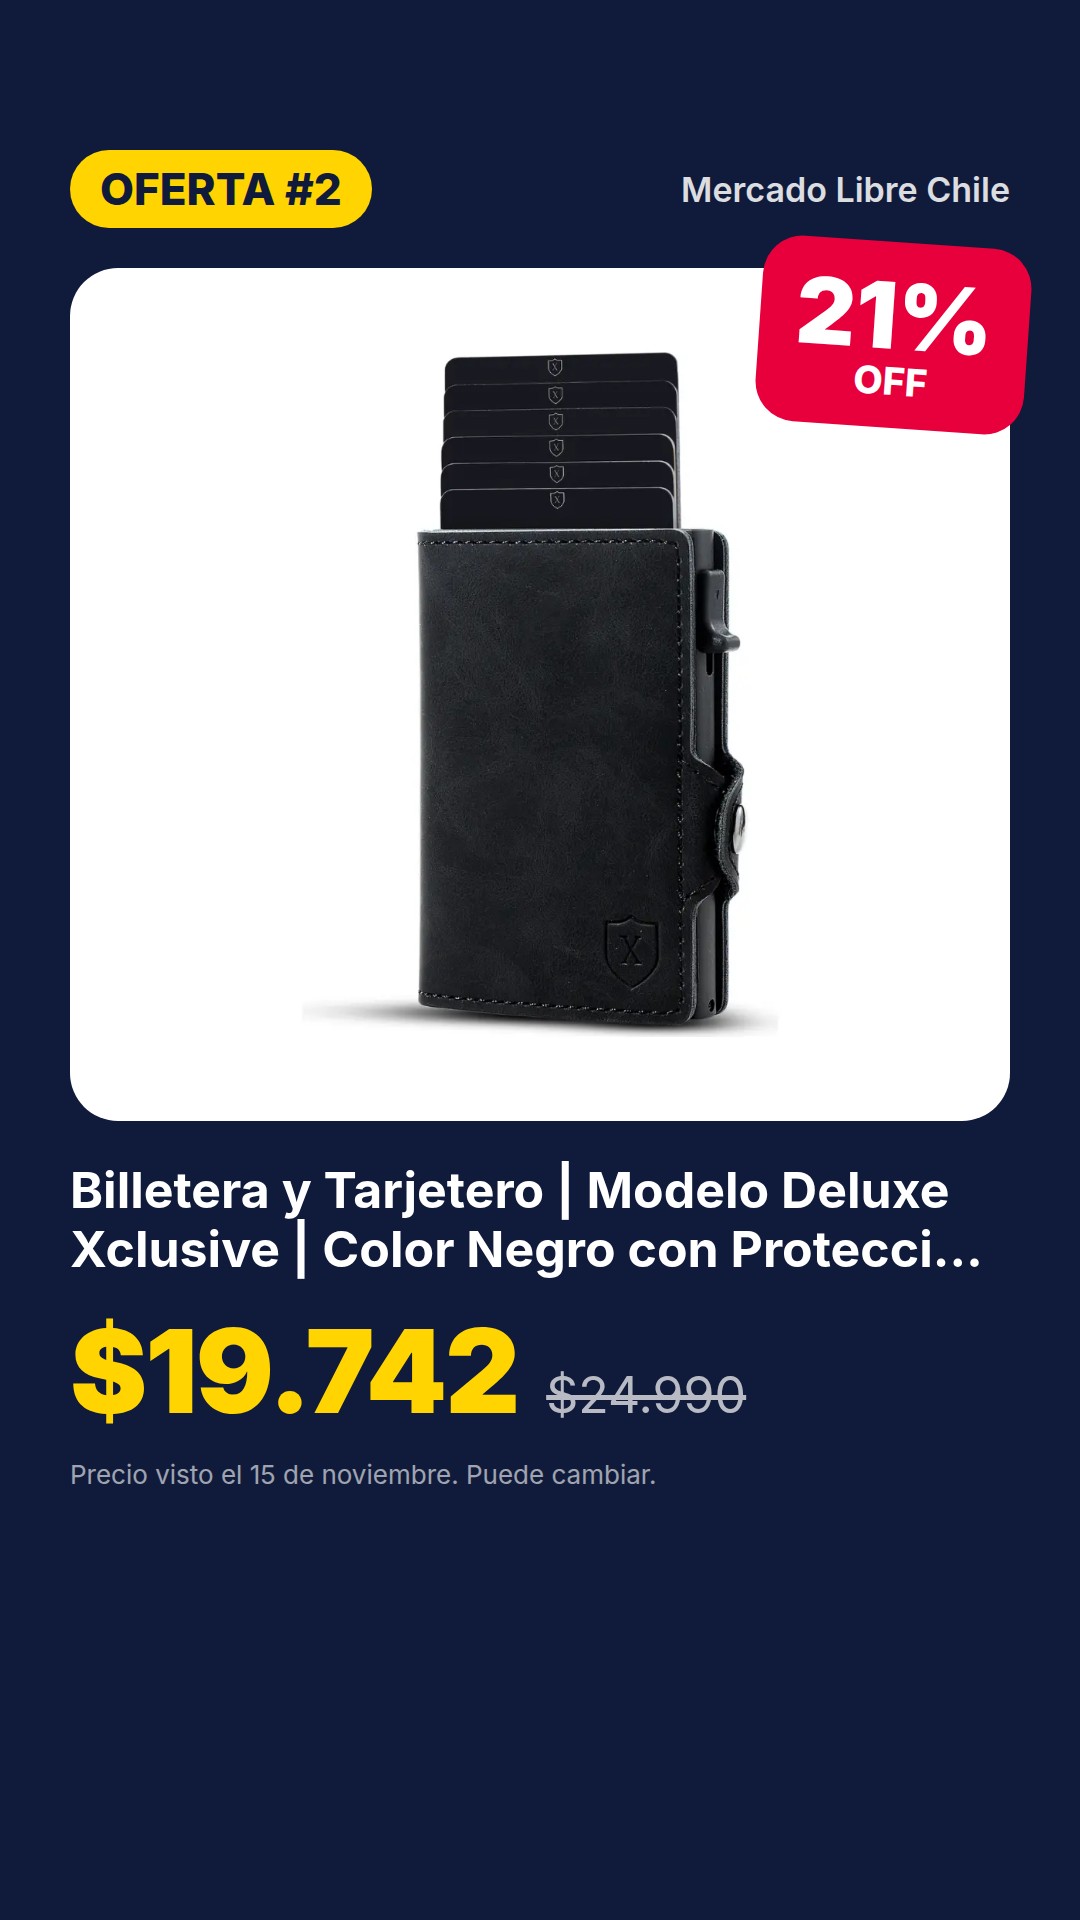 OFERTA #2
Mercado Libre Chile
21%
OFF
X
X
X
X
X
X
X
Billetera y Tarjetero | Modelo Deluxe
Xclusive | Color Negro con Protecci...
$19.742 $24.990
Precio visto el 15 de noviembre. Puede cambiar.